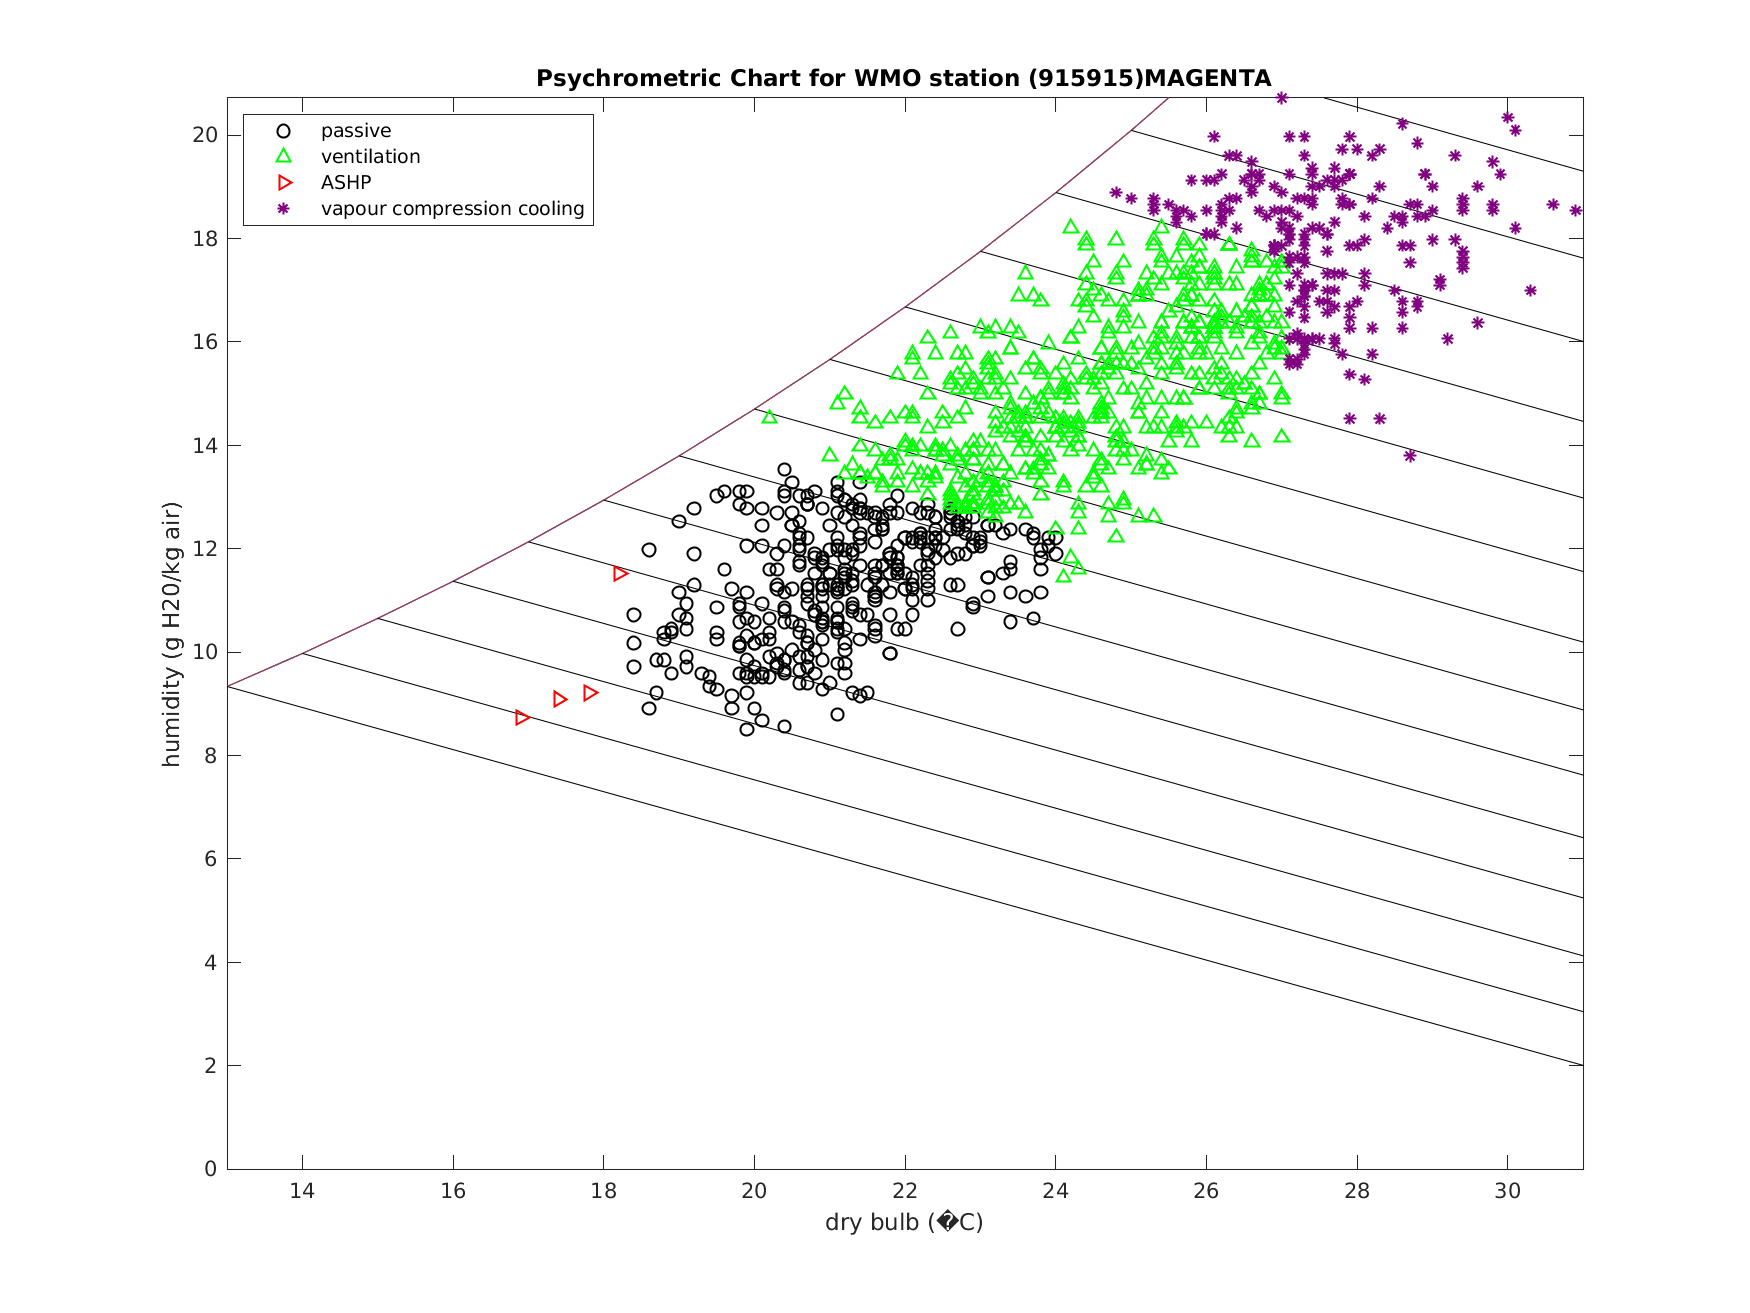 Psychrometric Chart for WMO station (915915)MAGENTA
passive
ventilation
ASHP
vapour compression cooling
humidity (g H20/kg air)
20
18
16
14
12
10
8
6
4
2
0
14 16 18 20 22 24 26 28 30
dry bulb (�C)